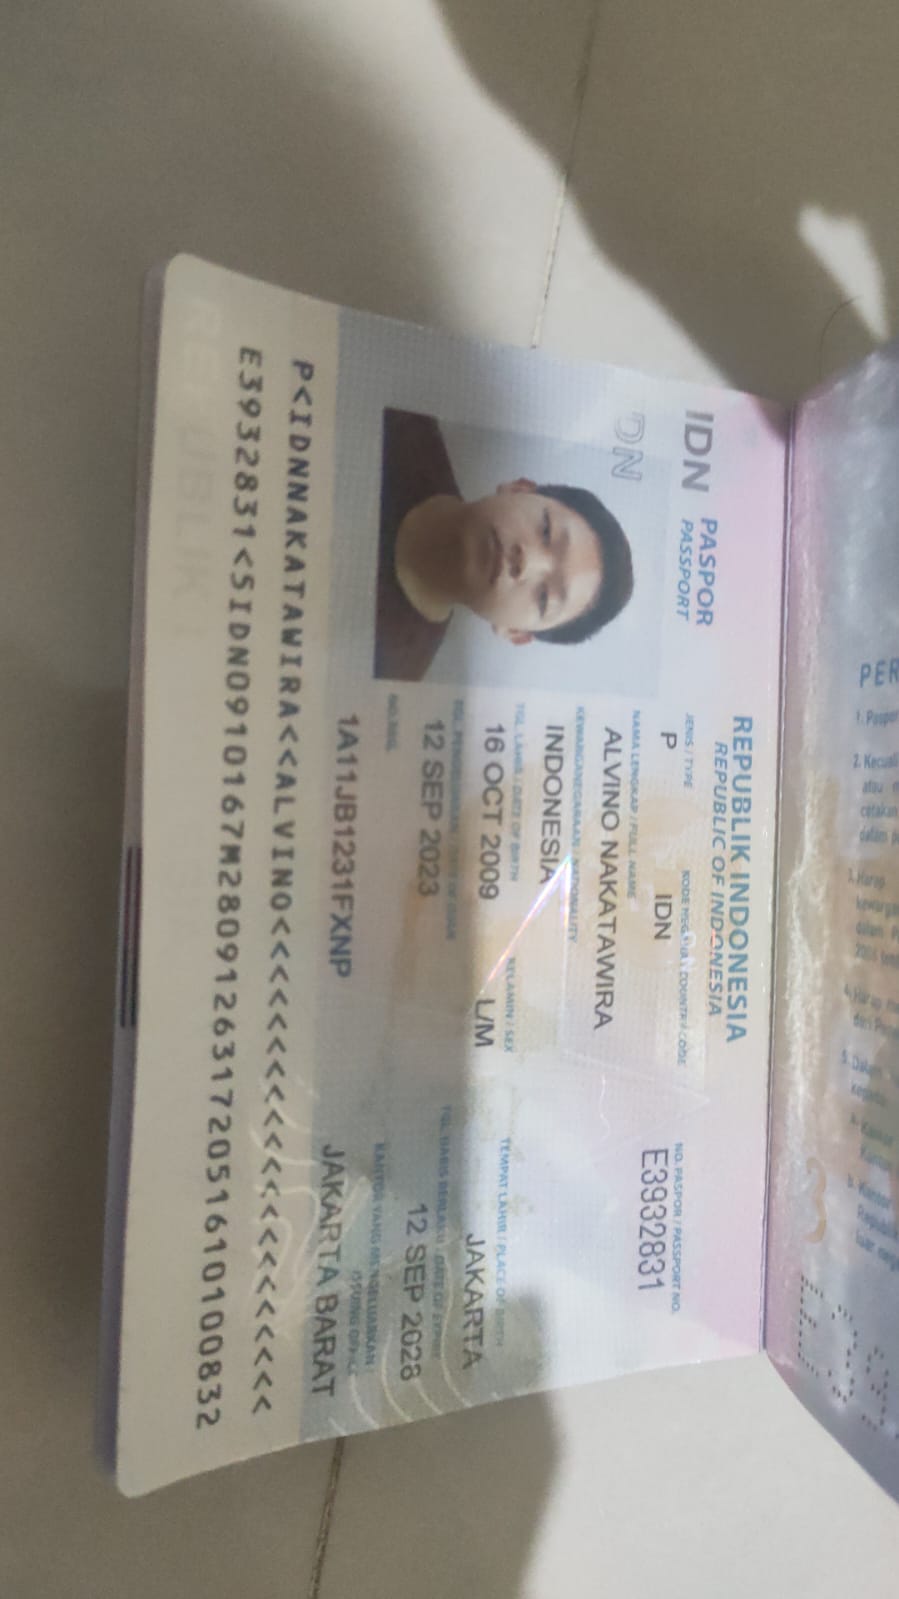 REPUBLIK INDONESIA
REPUBLIC OF INDONESIA
IDN PASPOR
PASSPORT
JENIS / TYPE
P
KODE NEGARA / COUNTRY CODE
IDN
NO. PASPOR / PASSPORT NO.
E3932831
NAMA LENGKAP / FULL NAME
ALVINO NAKATAWIRA
KEWARGANEGARAAN / NATIONALITY
INDONESIA
TGL. LAHIR / DATE OF BIRTH
16 OCT 2009
KELAMIN / SEX
L/M
TEMPAT LAHIR / PLACE OF BIRTH
JAKARTA
TGL. PENGELUARAN / DATE OF ISSUE
12 SEP 2023
TGL. HABIS BERLAKU / DATE OF EXPIRY
12 SEP 2028
NO. REG.
1A11JB1231FXNP
KANTOR YANG MENGELUARKAN /
ISSUING OFFICE
JAKARTA BARAT
P<IDNNAKATAWIRA<<ALVINO<<<<<<<<<<<<<<<<<<<<<
E3932831<5IDN0910167M2809126317205161010083​2